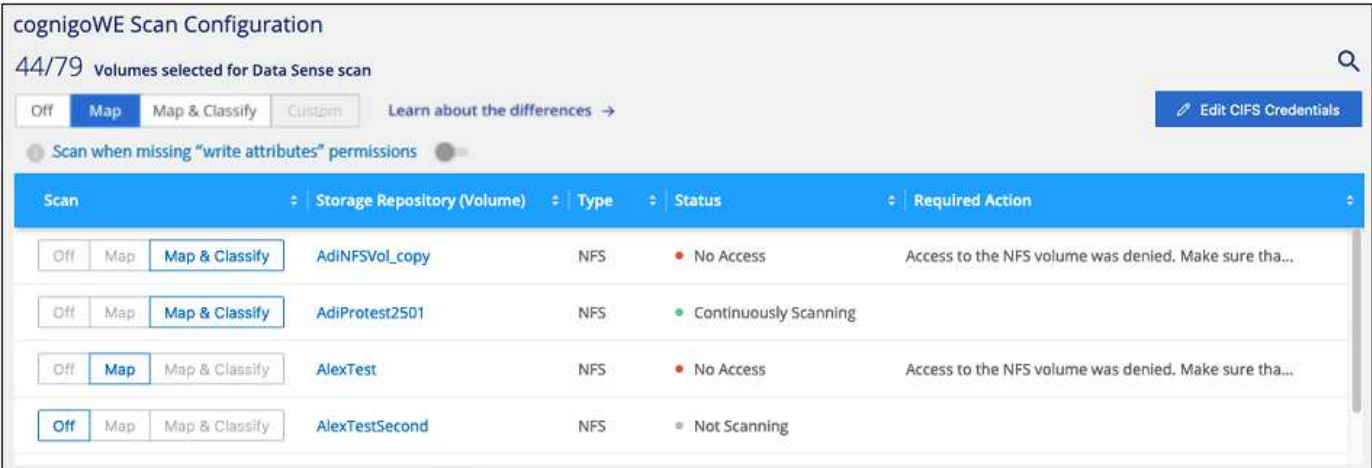 cognigoWE Scan Configuration
44/79 Volumes selected for Data Sense scan
Off Map Map & Classify Custom Learn about the differences → Edit CIFS Credentials
Scan when missing “write attributes” permissions
Scan Storage Repository (Volume) Type Status Required Action
Off Map Map & Classify AdiNFSVol_copy NFS No Access Access to the NFS volume was denied. Make sure tha...
Off Map Map & Classify AdiProtest2501 NFS Continuously Scanning
Off Map Map & Classify AlexTest NFS No Access Access to the NFS volume was denied. Make sure tha...
Off Map Map & Classify AlexTestSecond NFS Not Scanning